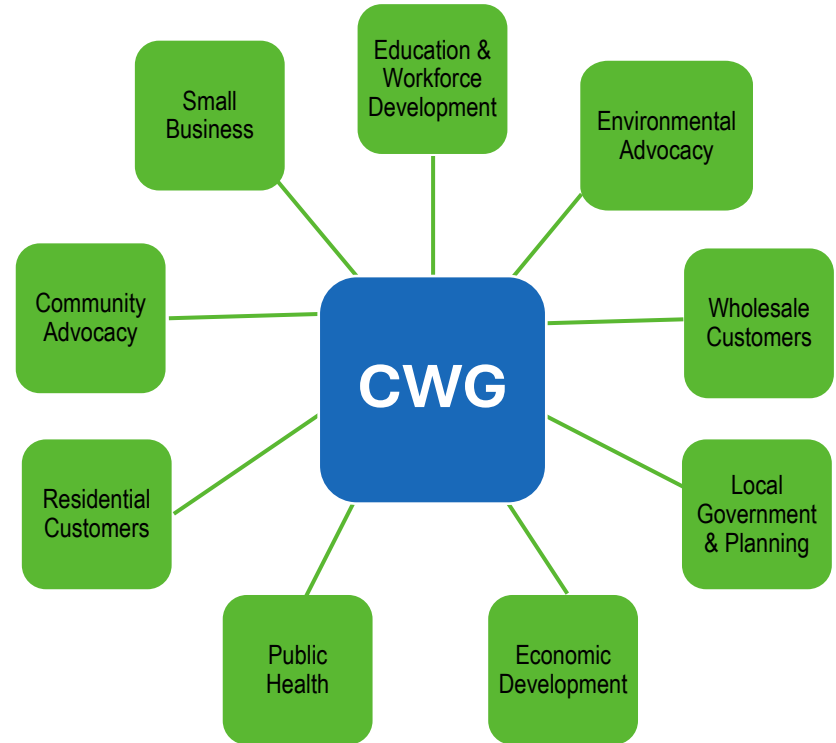 Education &
Workforce
Development
Small
Business
Environmental
Advocacy
Community
Advocacy
CWG
Wholesale
Customers
Residential
Customers
Local
Government
& Planning
Public
Health
Economic
Development